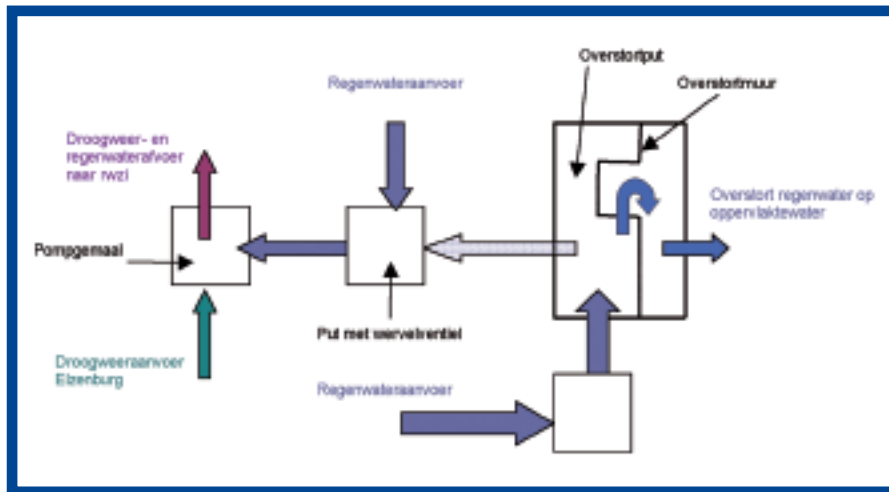 Overstortput
Overstortmuur
Regenwateraanvoer
Droogweer- en
regenwaterafvoer
naar rwzi
Overstort regenwater op
oppervlaktewater
Pompgemaal
Put met wervelventiel
Droogweeraanvoer
Elzenburg
Regenwateraanvoer